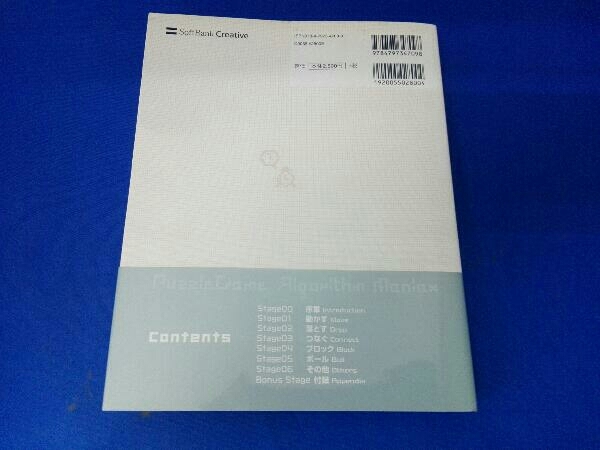 SoftBank Creative
9784797347098
1920055028004
PuzzleGame Algorithm Maniax
Contents
Stage00 序章 Introduction
Stage01 動かす Move
Stage02 落とす Drop
Stage03 つなぐ Connect
Stage04 ブロック Block
Stage05 ボール Ball
Stage06 その他 Others
Bonus Stage 付録 Appendix